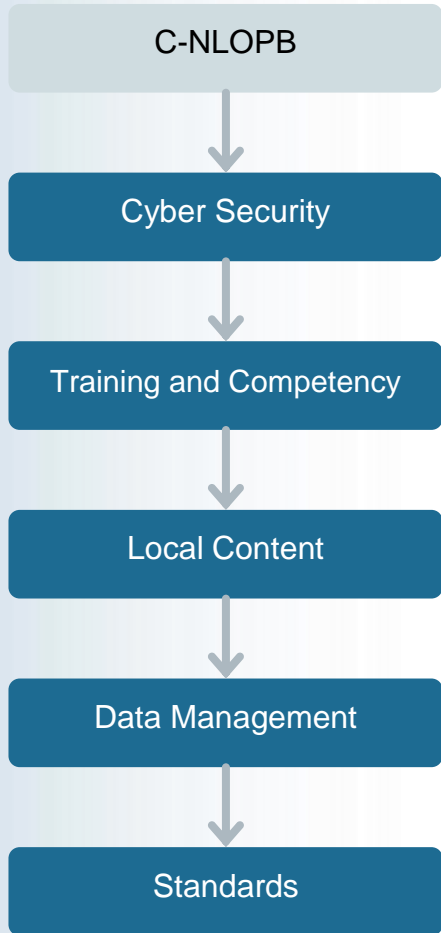 C-NLOPB
Cyber Security
Training and Competency
Local Content
Data Management
Standards